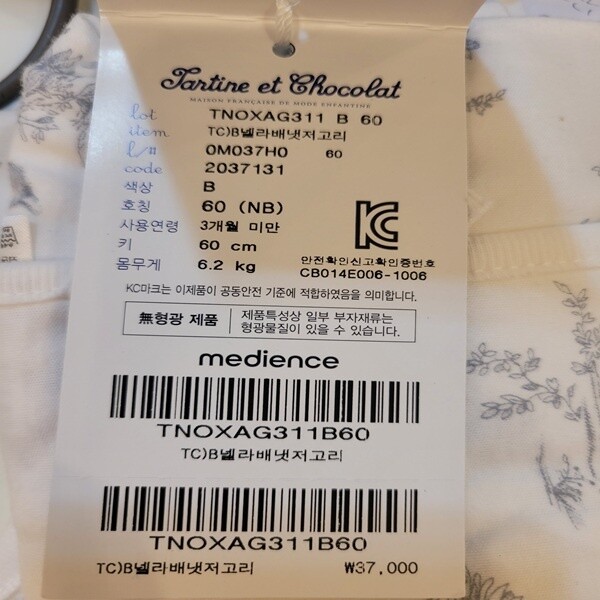 Tartine et Chocolat
MAISON FRANÇAISE DE MODE ENFANTINE
lot TNOXAG311 B 60
item TC)B넬라배냇저고리
l/# 0M037H0 60
code 2037131
색상 B
호칭 60 (NB)
사용연령 3개월 미만
키 60 cm
몸무게 6.2 kg
안전확인신고확인증번호
CB014E006-1006
KC마크는 이제품이 공동안전 기준에 적합하였음을 의미합니다.
無형광 제품 제품특성상 일부 부자재류는
형광물질이 있을 수 있습니다.
medience
TNOXAG311B60
TC)B넬라배냇저고리
TNOXAG311B60
TC)B넬라배냇저고리 ₩37,000